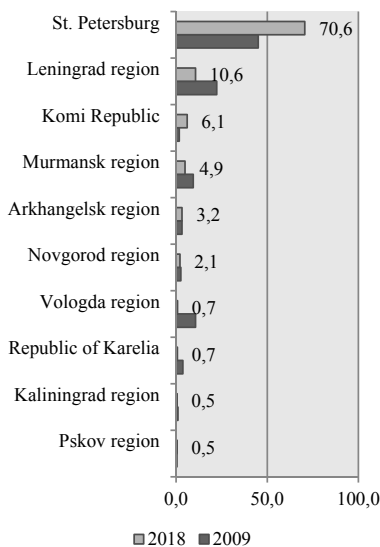 St. Petersburg 70,6
Leningrad region 10,6
Komi Republic 6,1
Murmansk region 4,9
Arkhangelsk region 3,2
Novgorod region 2,1
Vologda region 0,7
Republic of Karelia 0,7
Kaliningrad region 0,5
Pskov region 0,5
0,0 50,0 100,0
2018 2009